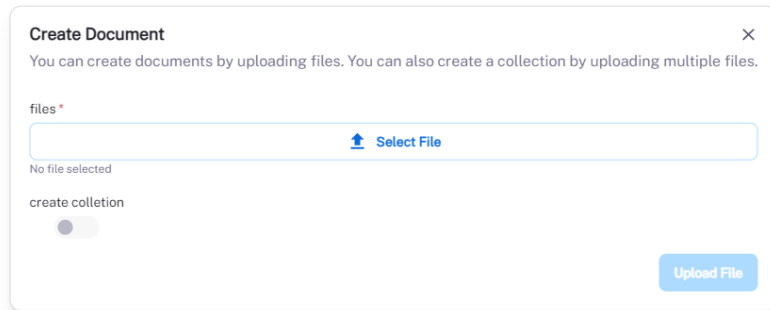 Create Document
You can create documents by uploading files. You can also create a collection by uploading multiple files.
files *
Select File
No file selected
create colletion
Upload File